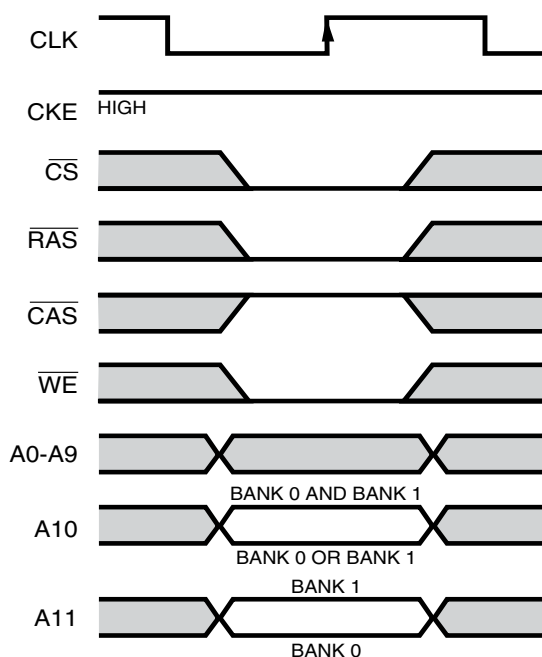 CLK
CKE
HIGH
CS
RAS
CAS
WE
A0-A9
BANK 0 AND BANK 1
A10
BANK 0 OR BANK 1
BANK 1
A11
BANK 0